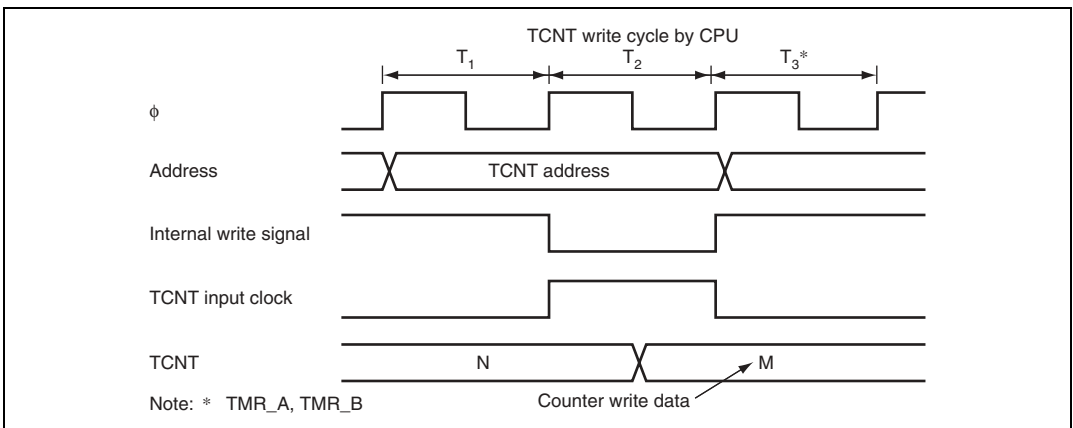 TCNT write cycle by CPU
T1 T2 T3*
ϕ
Address TCNT address
Internal write signal
TCNT input clock
TCNT N M
Note: * TMR_A, TMR_B Counter write data